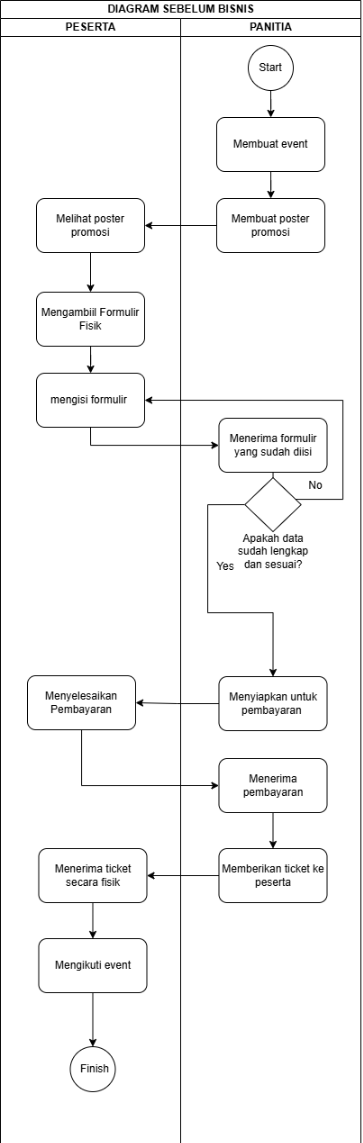 DIAGRAM SEBELUM BISNIS
PESERTA
PANITIA
Start
Membuat event
Membuat poster
promosi
Melihat poster
promosi
Mengambiil Formulir
Fisik
mengisi formulir
Menerima formulir
yang sudah diisi
No
Apakah data
sudah lengkap
dan sesuai?
Yes
Menyiapkan untuk
pembayaran
Menyelesaikan
Pembayaran
Menerima
pembayaran
Memberikan ticket ke
peserta
Menerima ticket
secara fisik
Mengikuti event
Finish